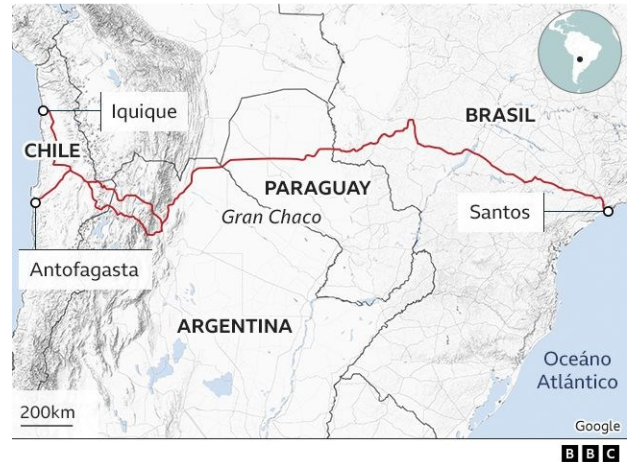 Iquique
BRASIL
CHILE
PARAGUAY
Gran Chaco
Santos
Antofagasta
ARGENTINA
Oceáno
Atlántico
200km
Google
BBC